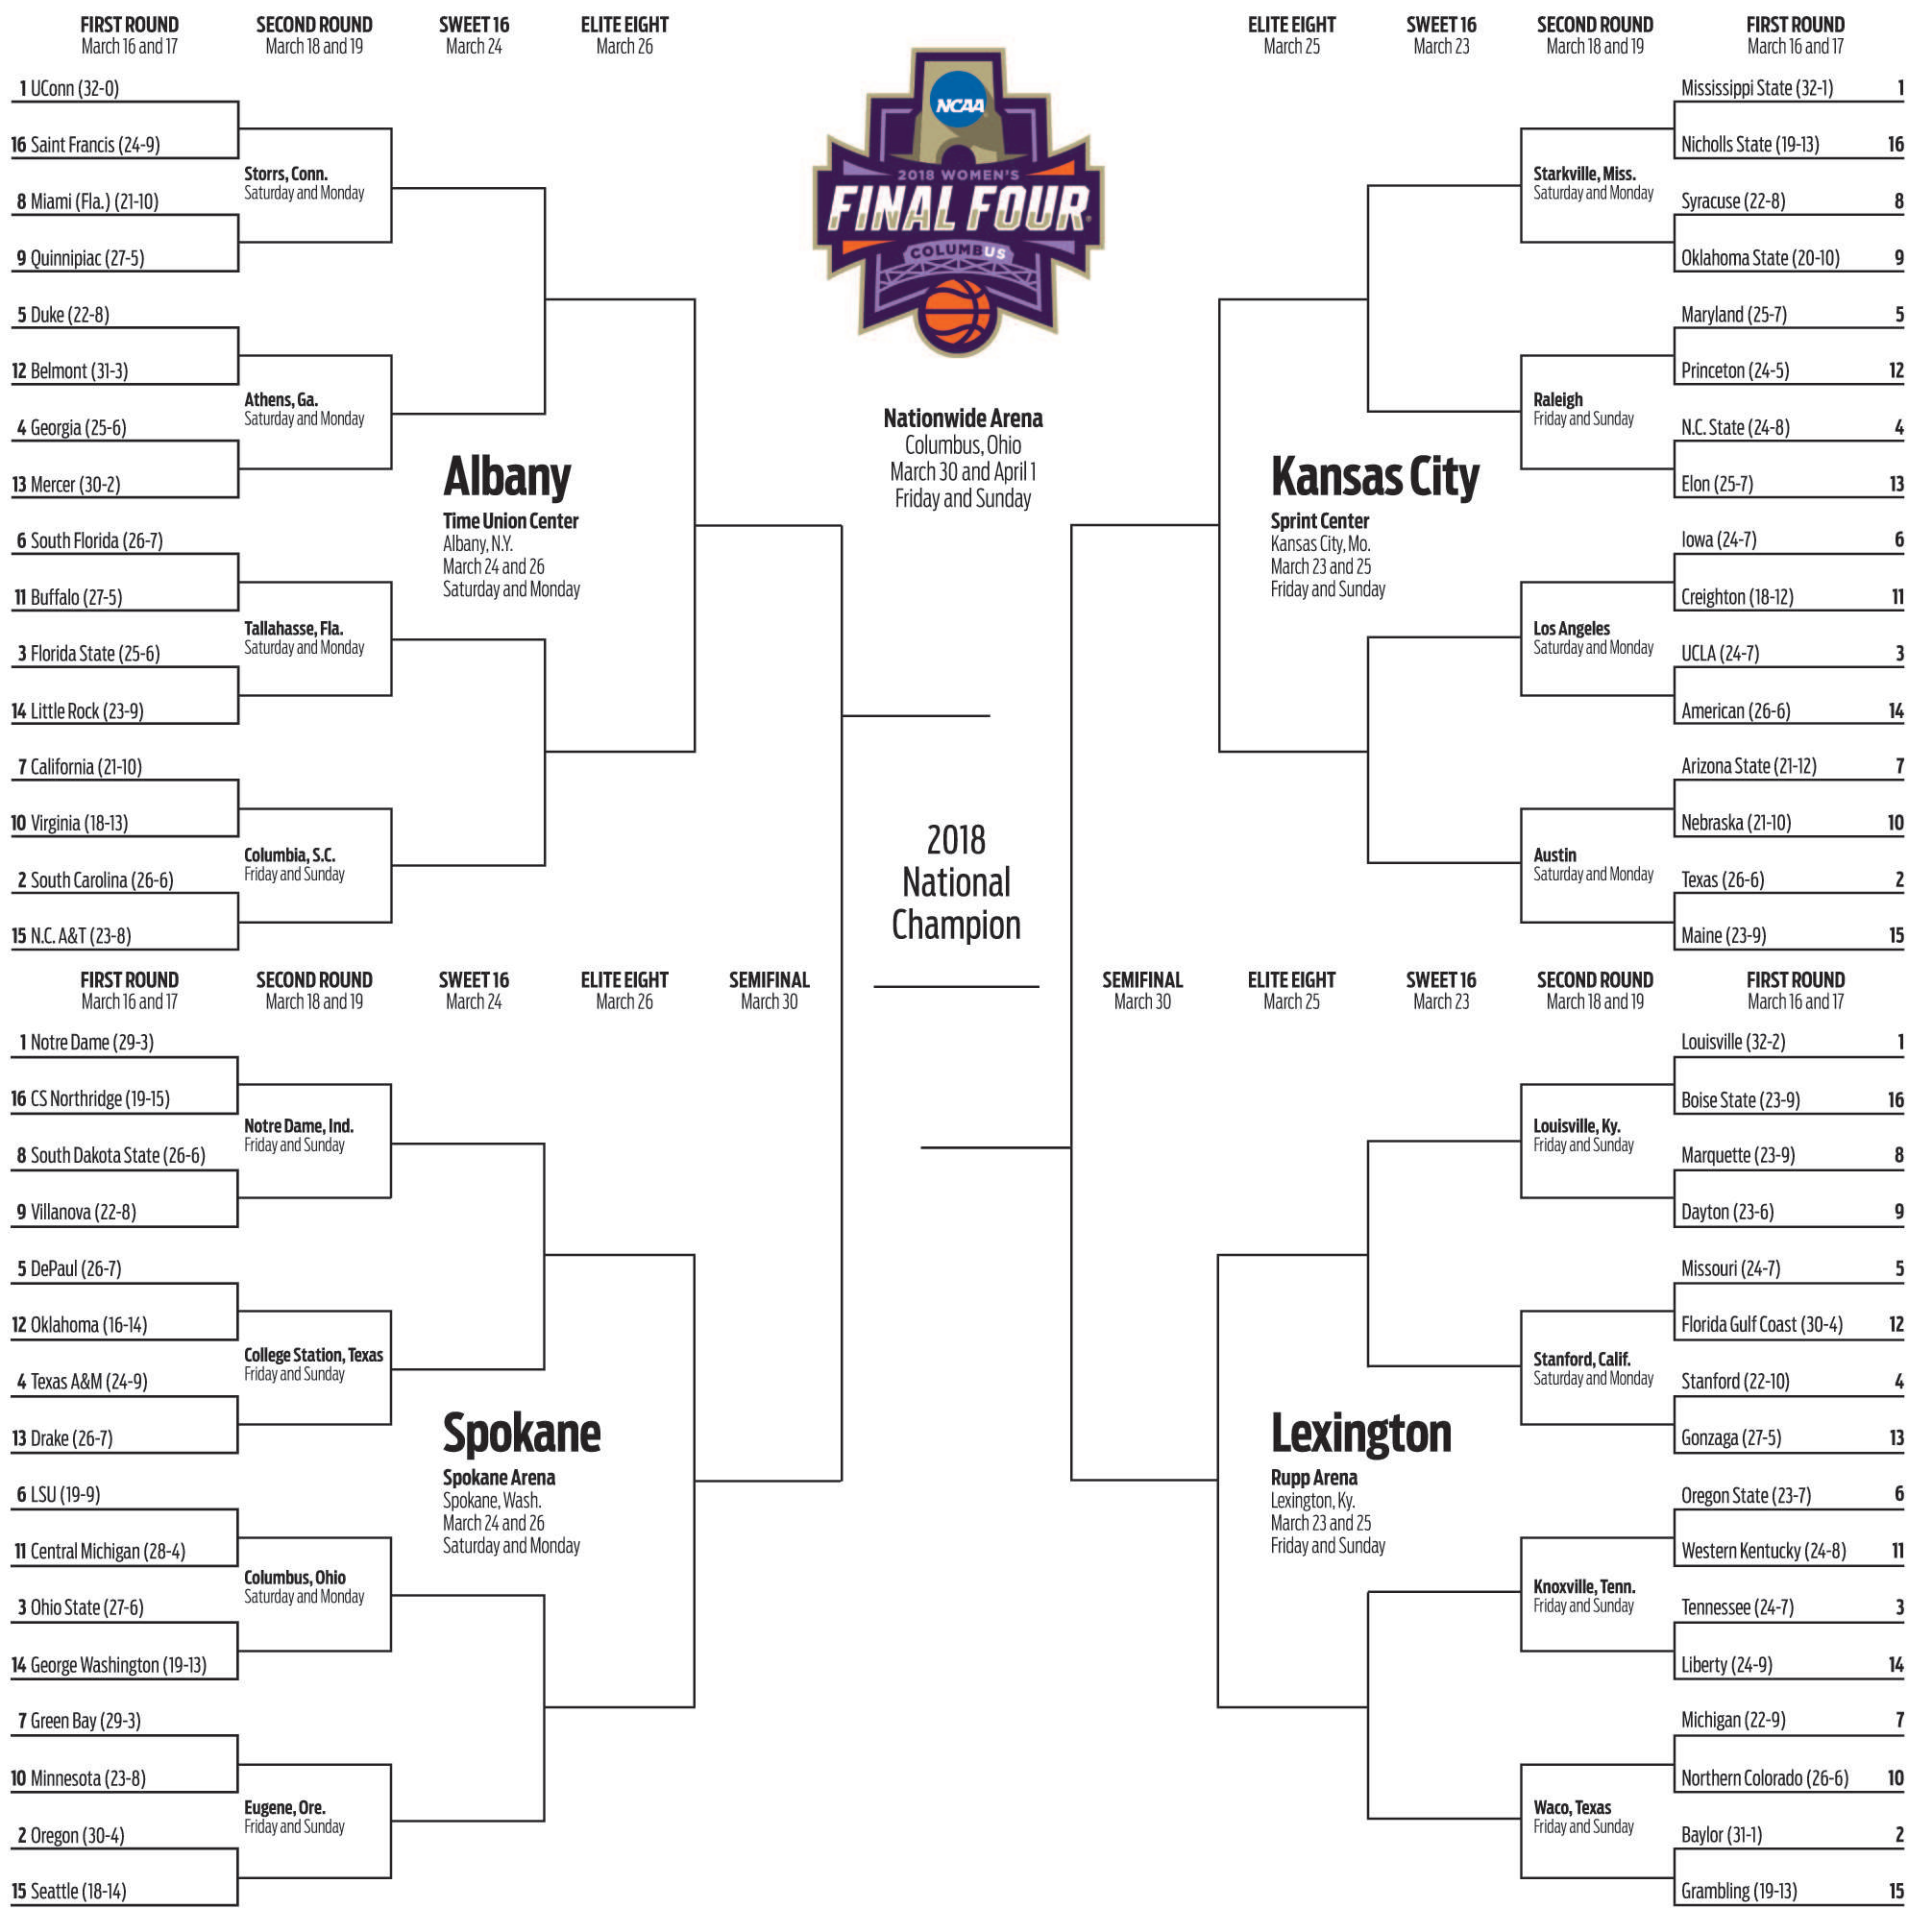 FIRST ROUND
March 16 and 17
SECOND ROUND
March 18 and 19
SWEET 16
March 24
ELITE EIGHT
March 26
1 UConn (32-0)
16 Saint Francis (24-9)
Storrs, Conn.
Saturday and Monday
8 Miami (Fla.) (21-10)
9 Quinnipiac (27-5)
5 Duke (22-8)
12 Belmont (31-3)
Athens, Ga.
Saturday and Monday
4 Georgia (25-6)
13 Mercer (30-2)
Albany
Time Union Center
Albany, N.Y.
March 24 and 26
Saturday and Monday
6 South Florida (26-7)
11 Buffalo (27-5)
Tallahasse, Fla.
Saturday and Monday
3 Florida State (25-6)
14 Little Rock (23-9)
7 California (21-10)
10 Virginia (18-13)
Columbia, S.C.
Friday and Sunday
2 South Carolina (26-6)
15 N.C. A&T (23-8)
NCAA
2018 WOMEN'S
FINAL FOUR®
COLUMBUS
Nationwide Arena
Columbus, Ohio
March 30 and April 1
Friday and Sunday
2018
National
Champion
ELITE EIGHT
March 25
SWEET 16
March 23
SECOND ROUND
March 18 and 19
FIRST ROUND
March 16 and 17
Mississippi State (32-1) 1
Nicholls State (19-13) 16
Starkville, Miss.
Saturday and Monday
Syracuse (22-8) 8
Oklahoma State (20-10) 9
Maryland (25-7) 5
Princeton (24-5) 12
Raleigh
Friday and Sunday
N.C. State (24-8) 4
Elon (25-7) 13
Kansas City
Sprint Center
Kansas City, Mo.
March 23 and 25
Friday and Sunday
Iowa (24-7) 6
Creighton (18-12) 11
Los Angeles
Saturday and Monday
UCLA (24-7) 3
American (26-6) 14
Arizona State (21-12) 7
Nebraska (21-10) 10
Austin
Saturday and Monday
Texas (26-6) 2
Maine (23-9) 15
FIRST ROUND
March 16 and 17
SECOND ROUND
March 18 and 19
SWEET 16
March 24
ELITE EIGHT
March 26
SEMIFINAL
March 30
1 Notre Dame (29-3)
16 CS Northridge (19-15)
Notre Dame, Ind.
Friday and Sunday
8 South Dakota State (26-6)
9 Villanova (22-8)
5 DePaul (26-7)
12 Oklahoma (16-14)
College Station, Texas
Friday and Sunday
4 Texas A&M (24-9)
13 Drake (26-7)
Spokane
Spokane Arena
Spokane, Wash.
March 24 and 26
Saturday and Monday
6 LSU (19-9)
11 Central Michigan (28-4)
Columbus, Ohio
Saturday and Monday
3 Ohio State (27-6)
14 George Washington (19-13)
7 Green Bay (29-3)
10 Minnesota (23-8)
Eugene, Ore.
Friday and Sunday
2 Oregon (30-4)
15 Seattle (18-14)
SEMIFINAL
March 30
ELITE EIGHT
March 25
SWEET 16
March 23
SECOND ROUND
March 18 and 19
FIRST ROUND
March 16 and 17
Louisville (32-2) 1
Boise State (23-9) 16
Louisville, Ky.
Friday and Sunday
Marquette (23-9) 8
Dayton (23-6) 9
Missouri (24-7) 5
Florida Gulf Coast (30-4) 12
Stanford, Calif.
Saturday and Monday
Stanford (22-10) 4
Gonzaga (27-5) 13
Lexington
Rupp Arena
Lexington, Ky.
March 23 and 25
Friday and Sunday
Oregon State (23-7) 6
Western Kentucky (24-8) 11
Knoxville, Tenn.
Friday and Sunday
Tennessee (24-7) 3
Liberty (24-9) 14
Michigan (22-9) 7
Northern Colorado (26-6) 10
Waco, Texas
Friday and Sunday
Baylor (31-1) 2
Grambling (19-13) 15